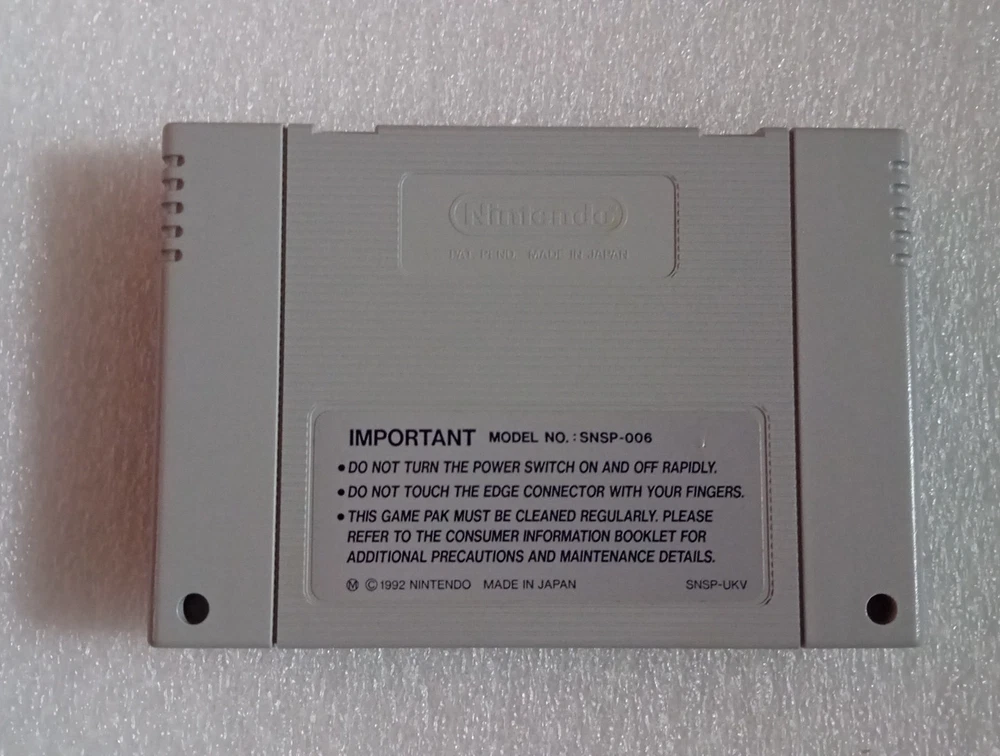 Nintendo
PAT. PEND. MADE IN JAPAN
IMPORTANT MODEL NO.: SNSP-006
• DO NOT TURN THE POWER SWITCH ON AND OFF RAPIDLY.
• DO NOT TOUCH THE EDGE CONNECTOR WITH YOUR FINGERS.
• THIS GAME PAK MUST BE CLEANED REGULARLY. PLEASE
REFER TO THE CONSUMER INFORMATION BOOKLET FOR
ADDITIONAL PRECAUTIONS AND MAINTENANCE DETAILS.
Ⓜ ©1992 NINTENDO MADE IN JAPAN SNSP-UKV